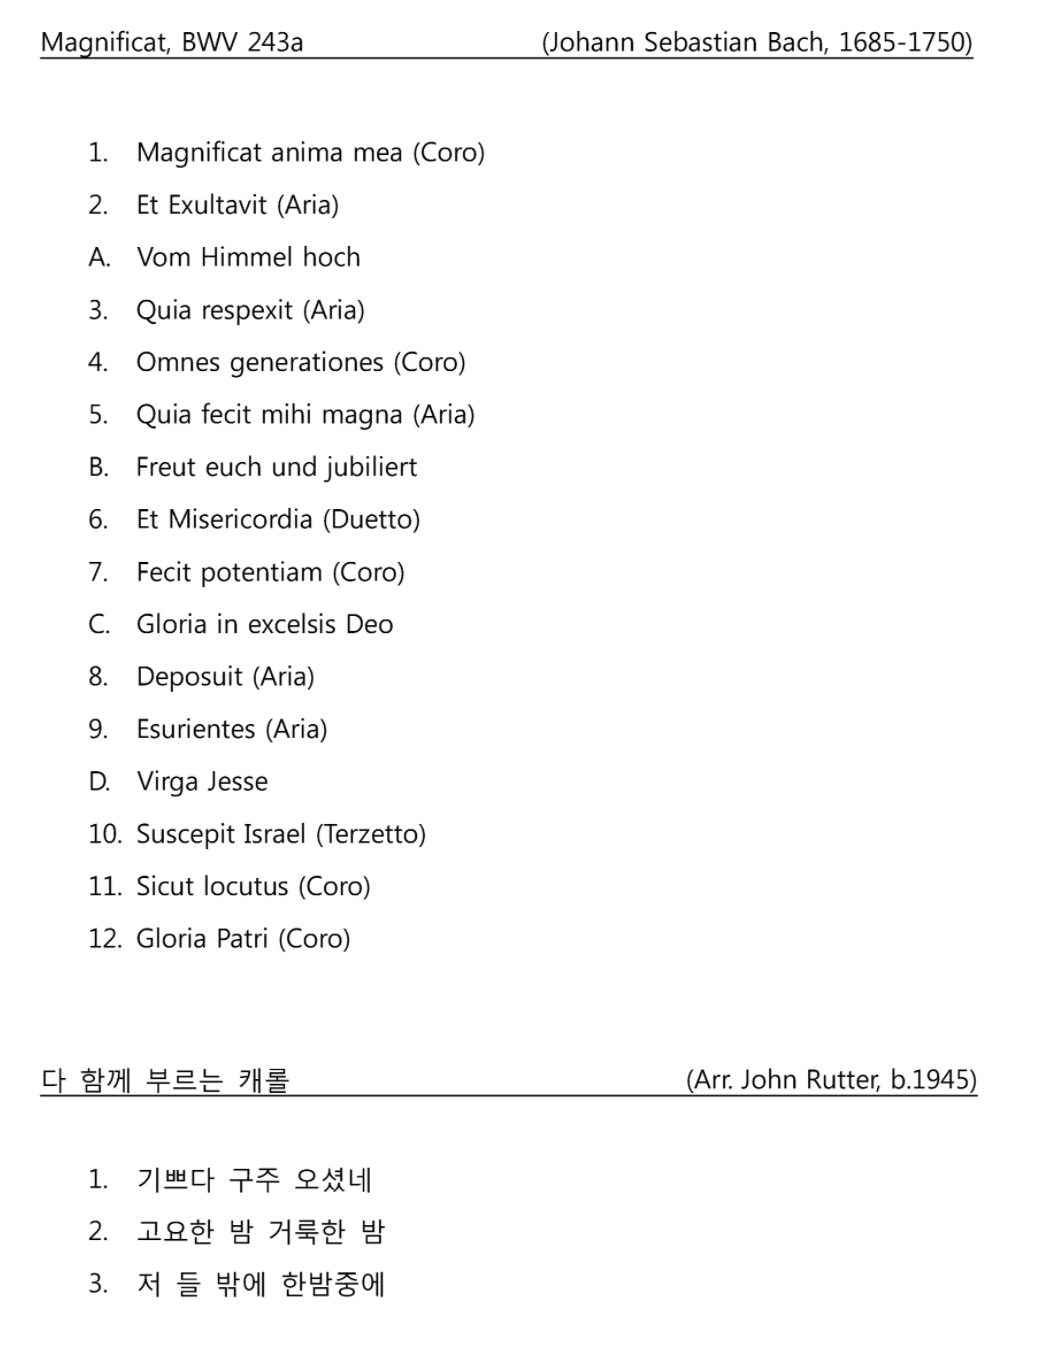 Magnificat, BWV 243a (Johann Sebastian Bach, 1685-1750)
1. Magnificat anima mea (Coro)
2. Et Exultavit (Aria)
A. Vom Himmel hoch
3. Quia respexit (Aria)
4. Omnes generationes (Coro)
5. Quia fecit mihi magna (Aria)
B. Freut euch und jubiliert
6. Et Misericordia (Duetto)
7. Fecit potentiam (Coro)
C. Gloria in excelsis Deo
8. Deposuit (Aria)
9. Esurientes (Aria)
D. Virga Jesse
10. Suscepit Israel (Terzetto)
11. Sicut locutus (Coro)
12. Gloria Patri (Coro)
다 함께 부르는 캐롤 (Arr. John Rutter, b.1945)
1. 기쁘다 구주 오셨네
2. 고요한 밤 거룩한 밤
3. 저 들 밖에 한밤중에